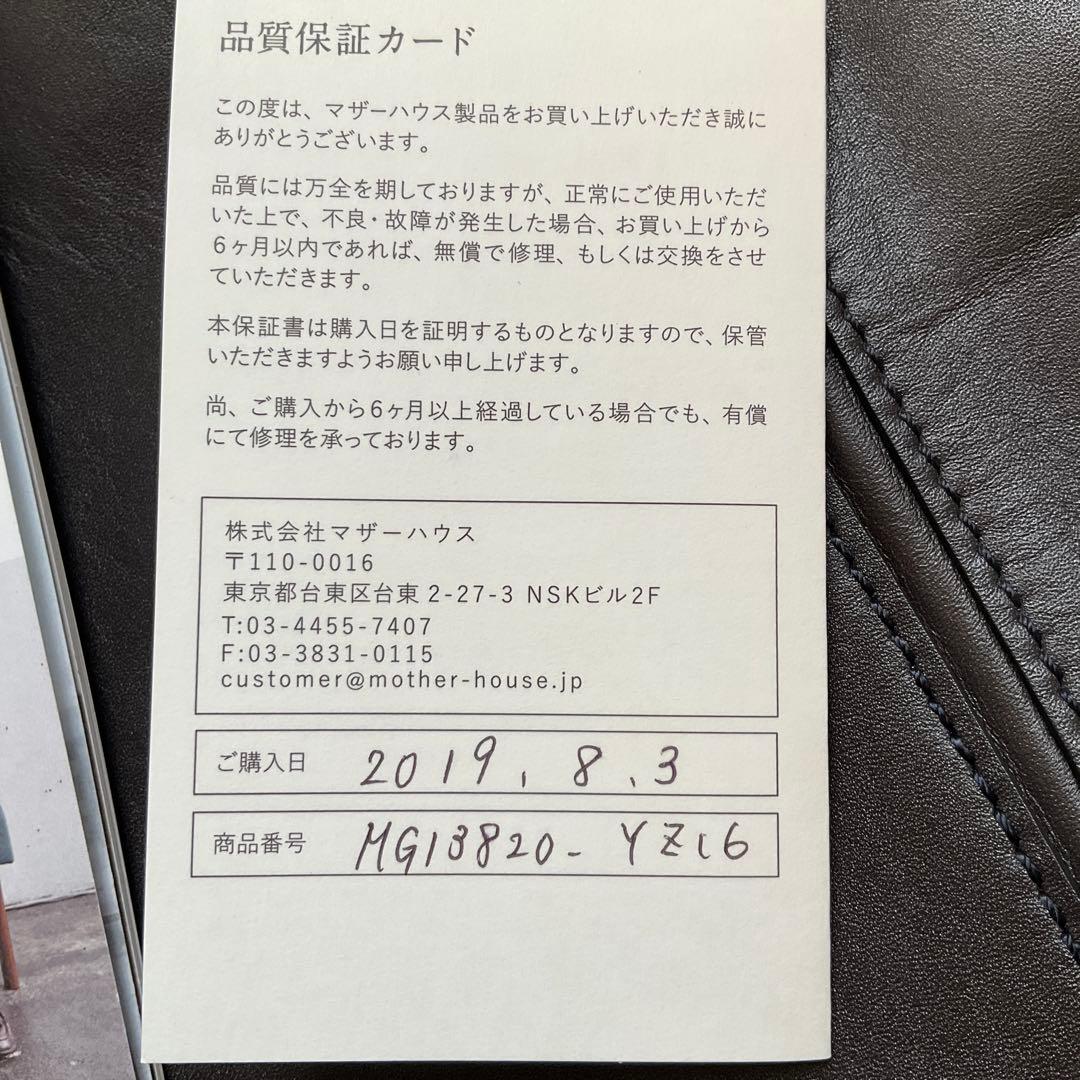 品質保証カード
この度は、マザーハウス製品をお買い上げいただき誠に
ありがとうございます。
品質には万全を期しておりますが、正常にご使用いただ
いた上で、不良・故障が発生した場合、お買い上げから
6ヶ月以内であれば、無償で修理、もしくは交換をさせ
ていただきます。
本保証書は購入日を証明するものとなりますので、保管
いただきますようお願い申し上げます。
尚、ご購入から6ヶ月以上経過している場合でも、有償
にて修理を承っております。
株式会社マザーハウス
〒110-0016
東京都台東区台東2-27-3 NSKビル2F
T:03-4455-7407
F:03-3831-0115
customer@mother-house.jp
ご購入日 2019.8.3
商品番号 MG13820-YZ16